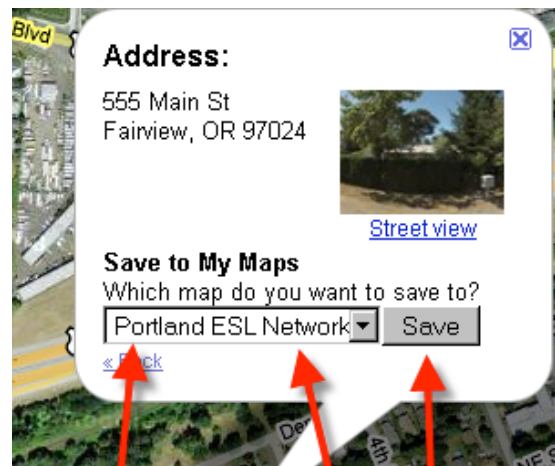 Blvd
Address:
555 Main St
Fairview, OR 97024
Street view
Save to My Maps
Which map do you want to save to?
Portland ESL Network
Save
« Back
4th